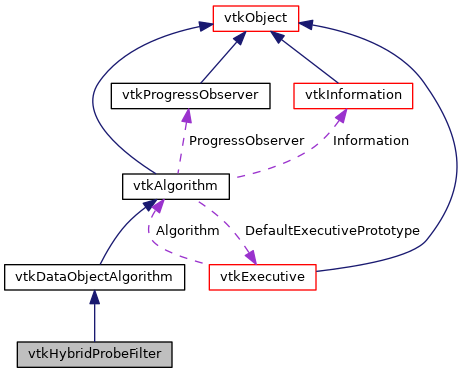 vtkObject
vtkProgressObserver
vtkInformation
ProgressObserver
Information
vtkAlgorithm
Algorithm
DefaultExecutivePrototype
vtkDataObjectAlgorithm
vtkExecutive
vtkHybridProbeFilter